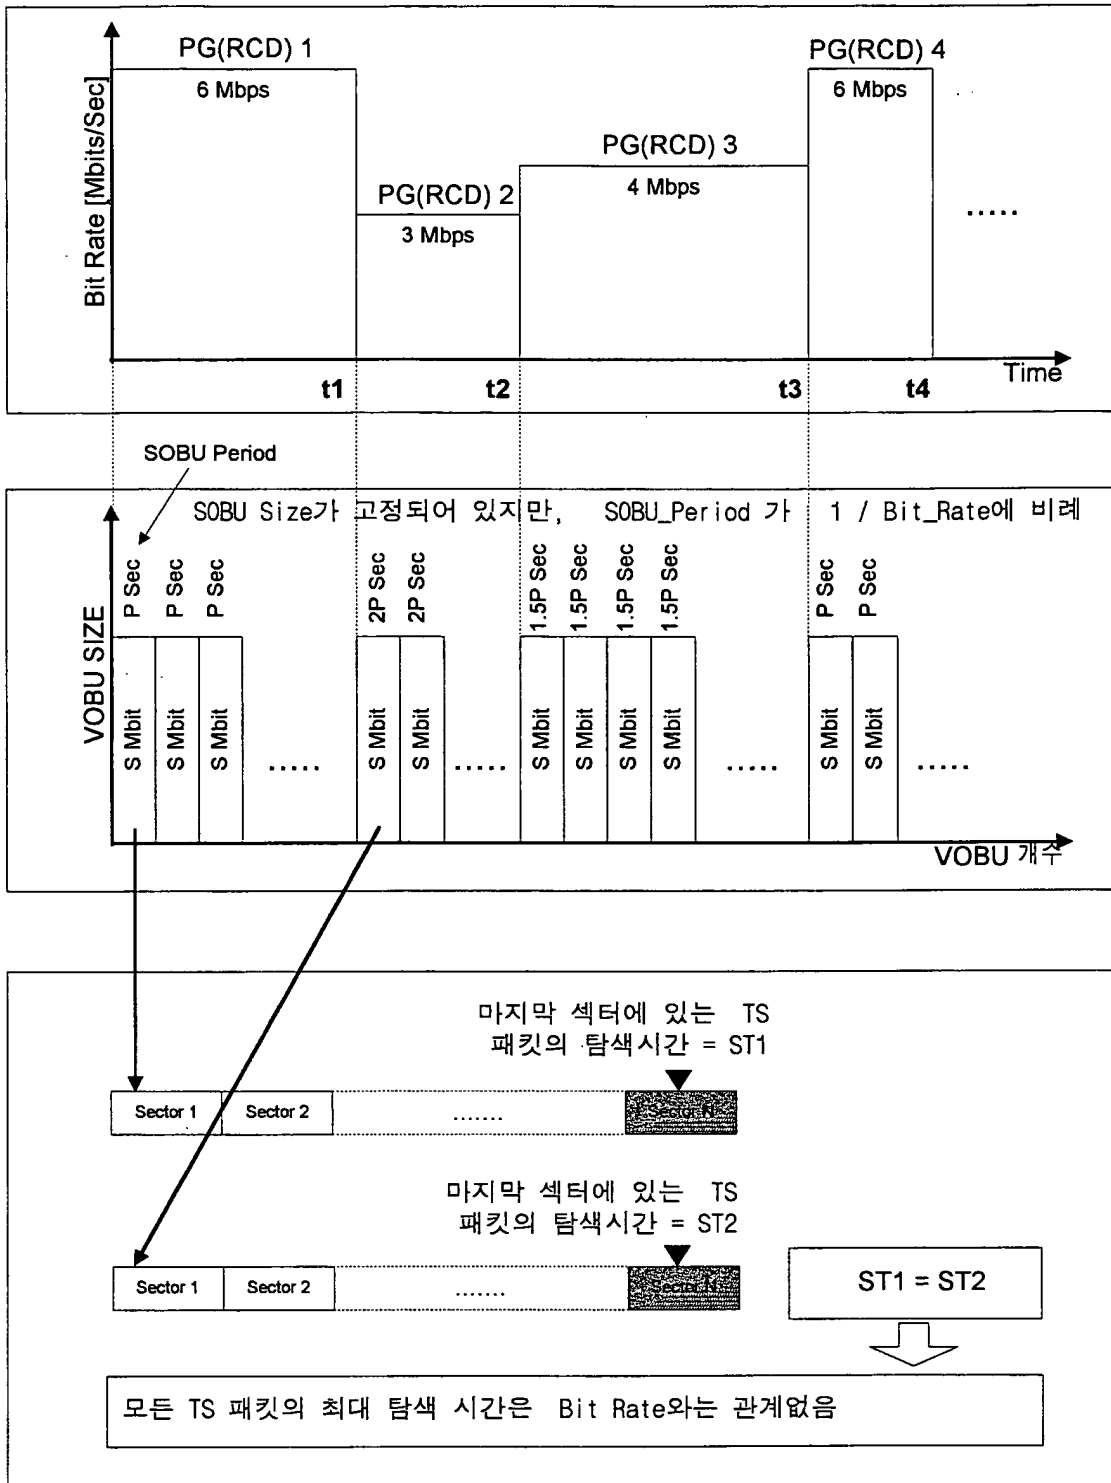 PG(RCD) 1
6 Mbps
PG(RCD) 2
3 Mbps
PG(RCD) 3
4 Mbps
PG(RCD) 4
6 Mbps
.....
Bit Rate [Mbits/Sec]
t1
t2
t3
t4
Time
SOBU Period
SOBU Size가 고정되어 있지만, SOBU_Period 가 1 / Bit_Rate에 비례
VOBU SIZE
P Sec
P Sec
P Sec
2P Sec
2P Sec
1.5P Sec
1.5P Sec
1.5P Sec
1.5P Sec
P Sec
P Sec
S Mbit
S Mbit
S Mbit
.....
S Mbit
S Mbit
.....
S Mbit
S Mbit
S Mbit
S Mbit
.....
S Mbit
S Mbit
.....
VOBU 개수
마지막 섹터에 있는 TS
패킷의 탐색시간 = ST1
Sector 1
Sector 2
.......
Sector N
마지막 섹터에 있는 TS
패킷의 탐색시간 = ST2
Sector 1
Sector 2
.......
Sector N
ST1 = ST2
모든 TS 패킷의 최대 탐색 시간은 Bit Rate와는 관계없음